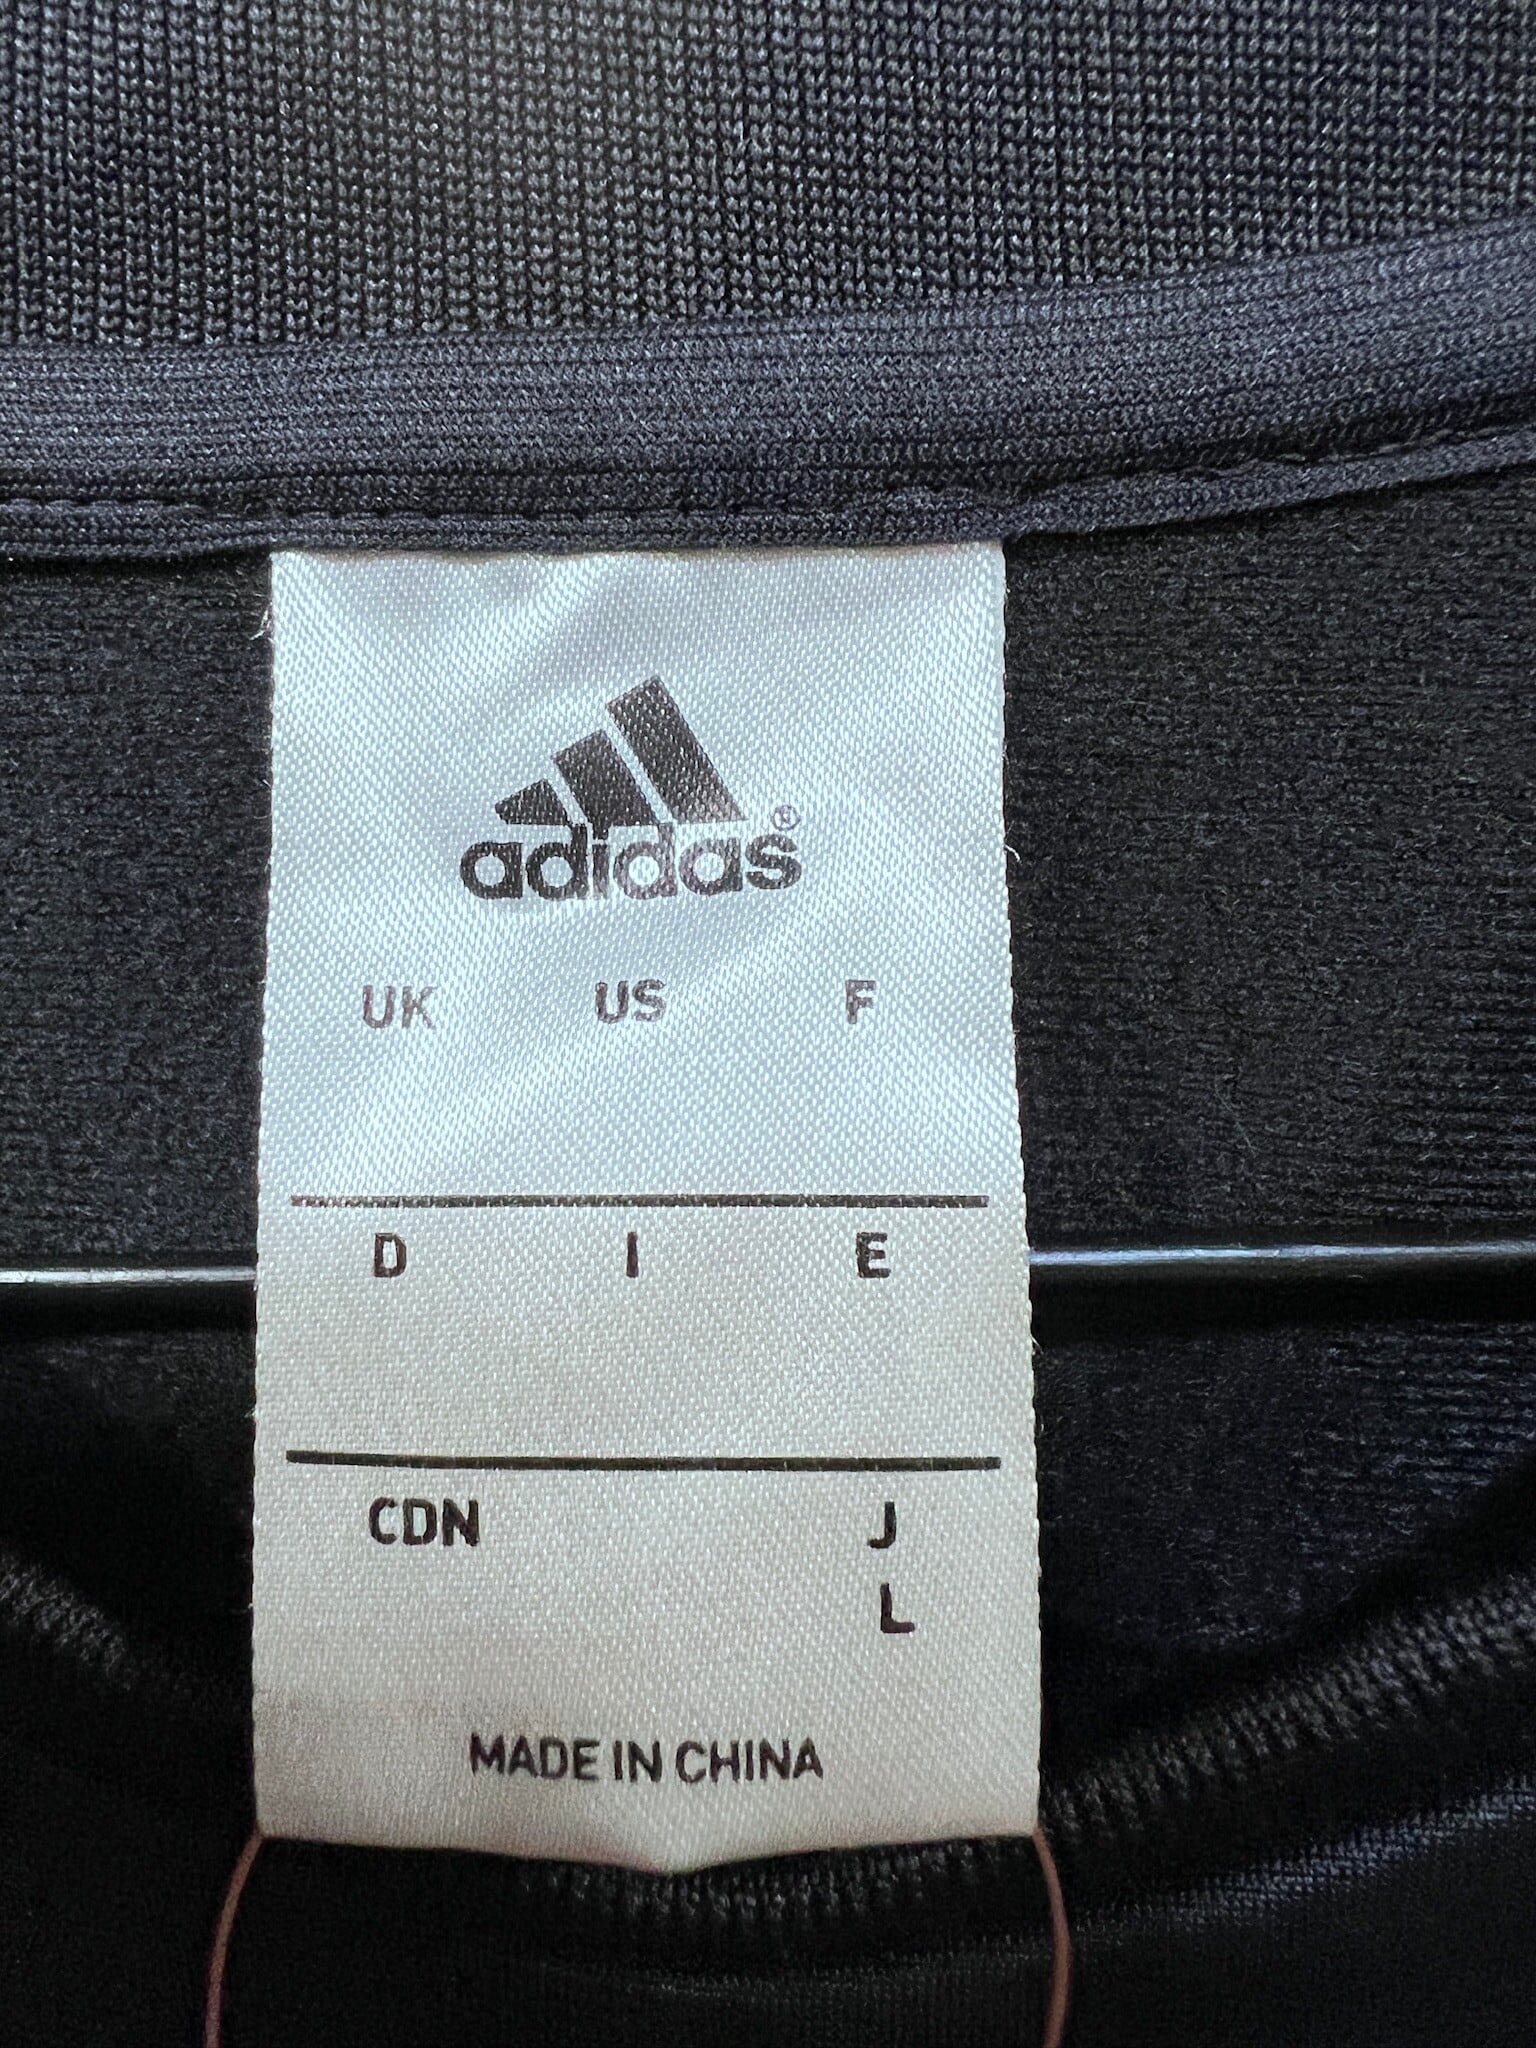 adidas®
UK US F
D I E
CDN J
L
MADE IN CHINA